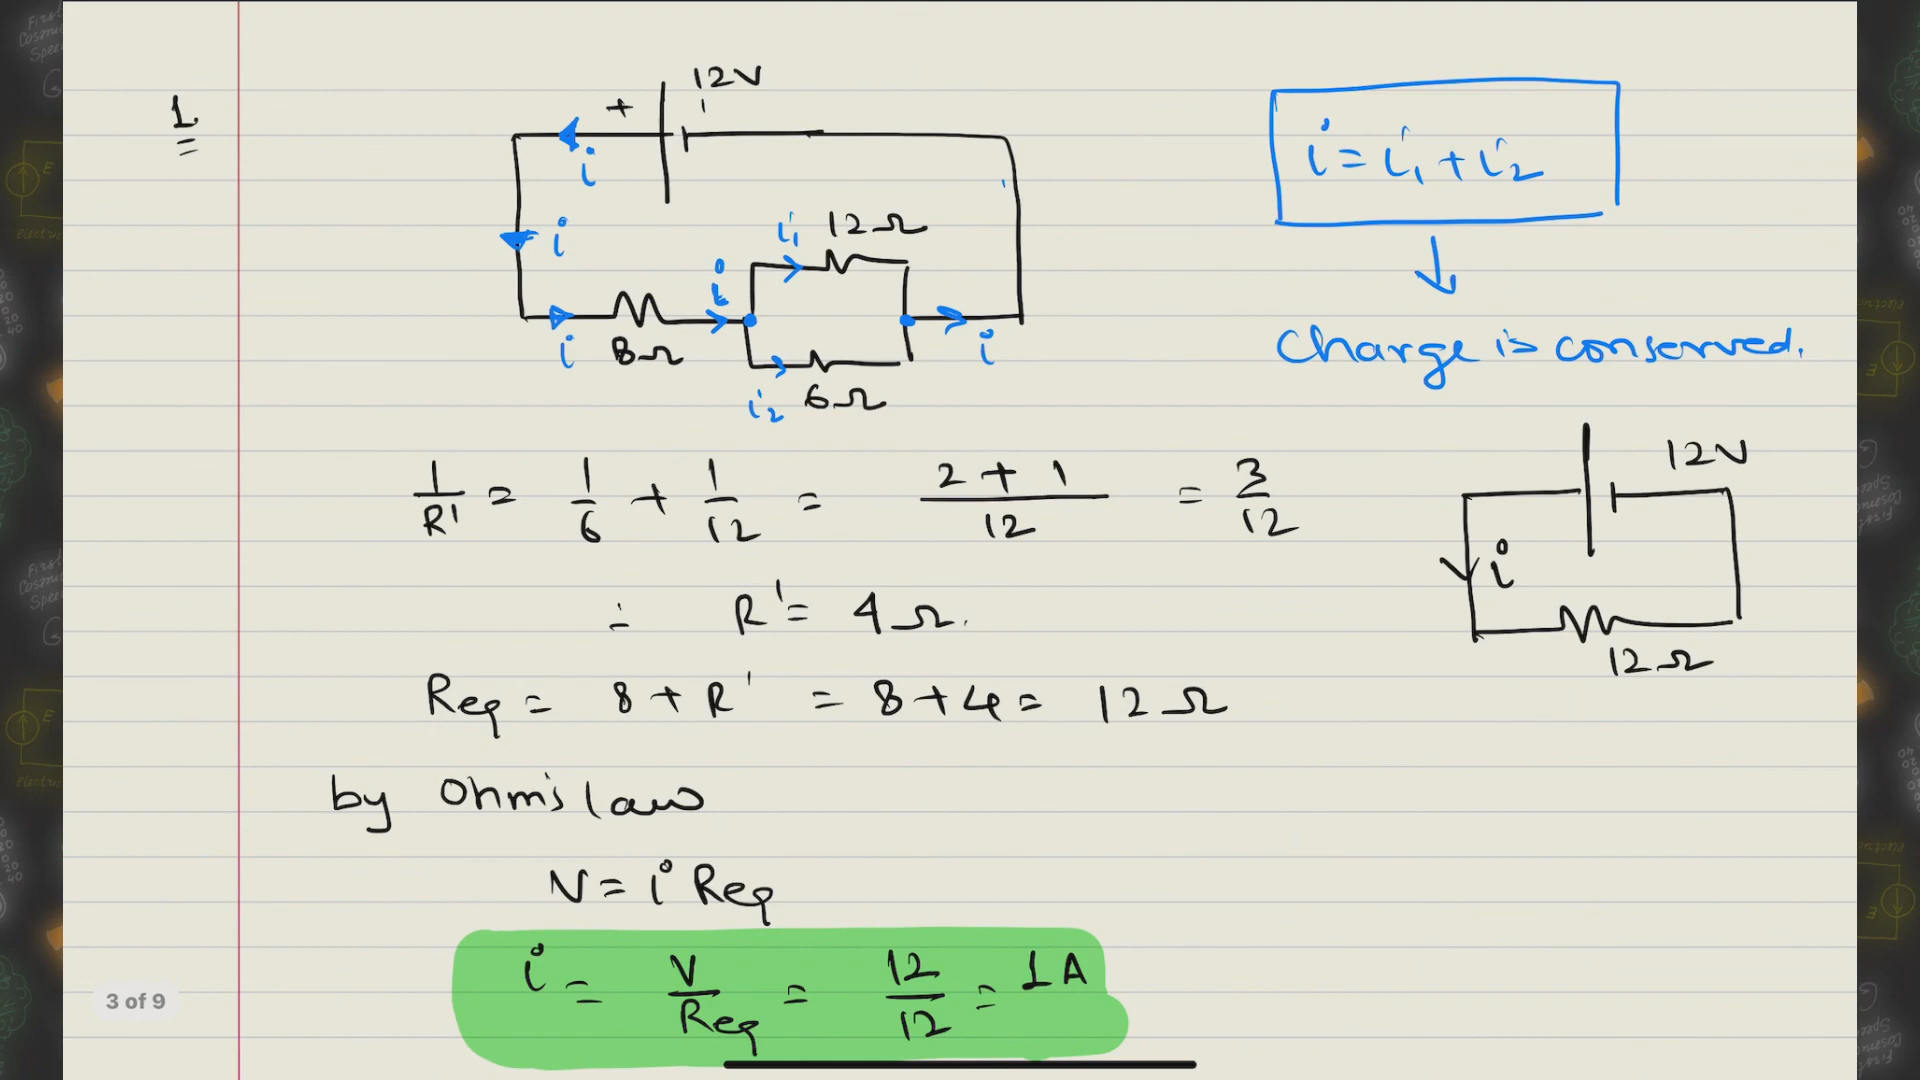 1
12V
+
i
i = i₁ + i₂
i
i₁ 12Ω
i
i 8Ω
i
Charge is conserved.
i₂ 6Ω
1/R' = 1/6 + 1/12 = (2 + 1)/12 = 3/12
12V
i
R' = 4Ω.
12Ω
Req = 8 + R' = 8+4 = 12Ω
by Ohm's law
V = i Req
i = V/Req = 12/12 = 1A
3 of 9